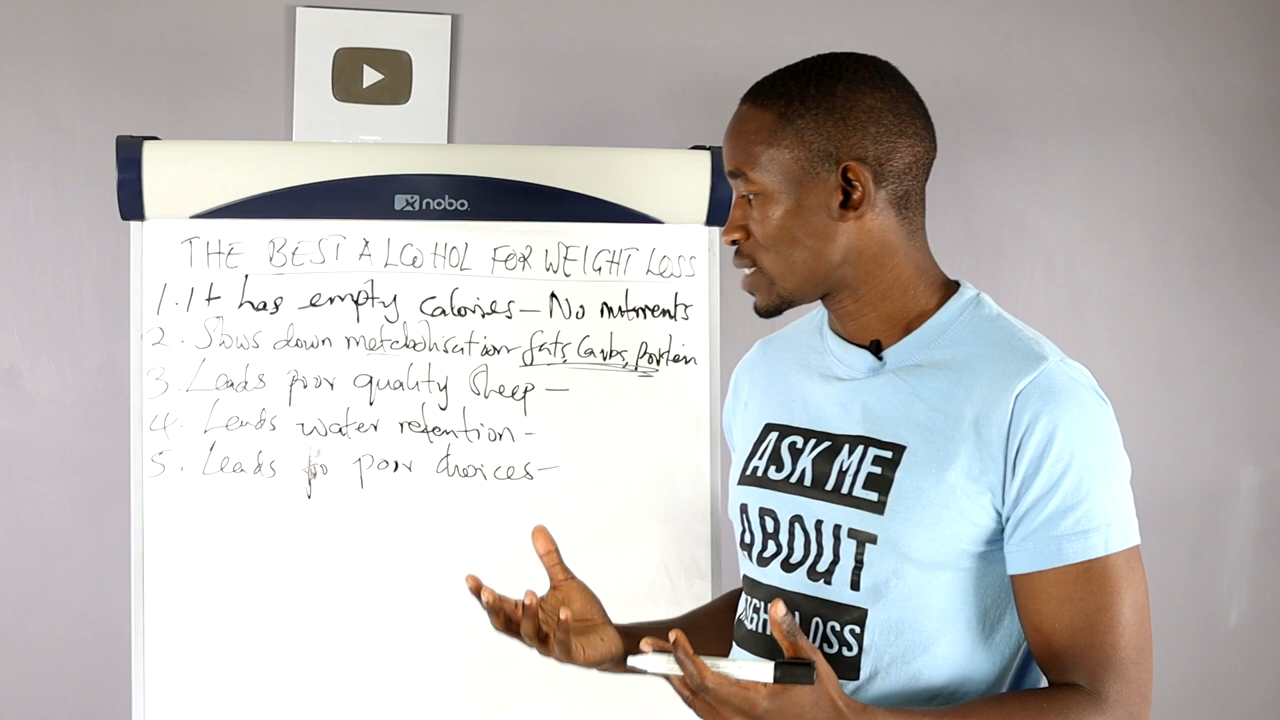 nobo.
THE BEST ALCOHOL FOR WEIGHT LOSS
1. It has empty calories - No nutrients
2. Slows down metabolisation fats, Carbs, protein
3. Leads poor quality Sleep -
4. Leads water retention -
5. Leads to poor choices -
ASK ME
ABOUT
LOSS